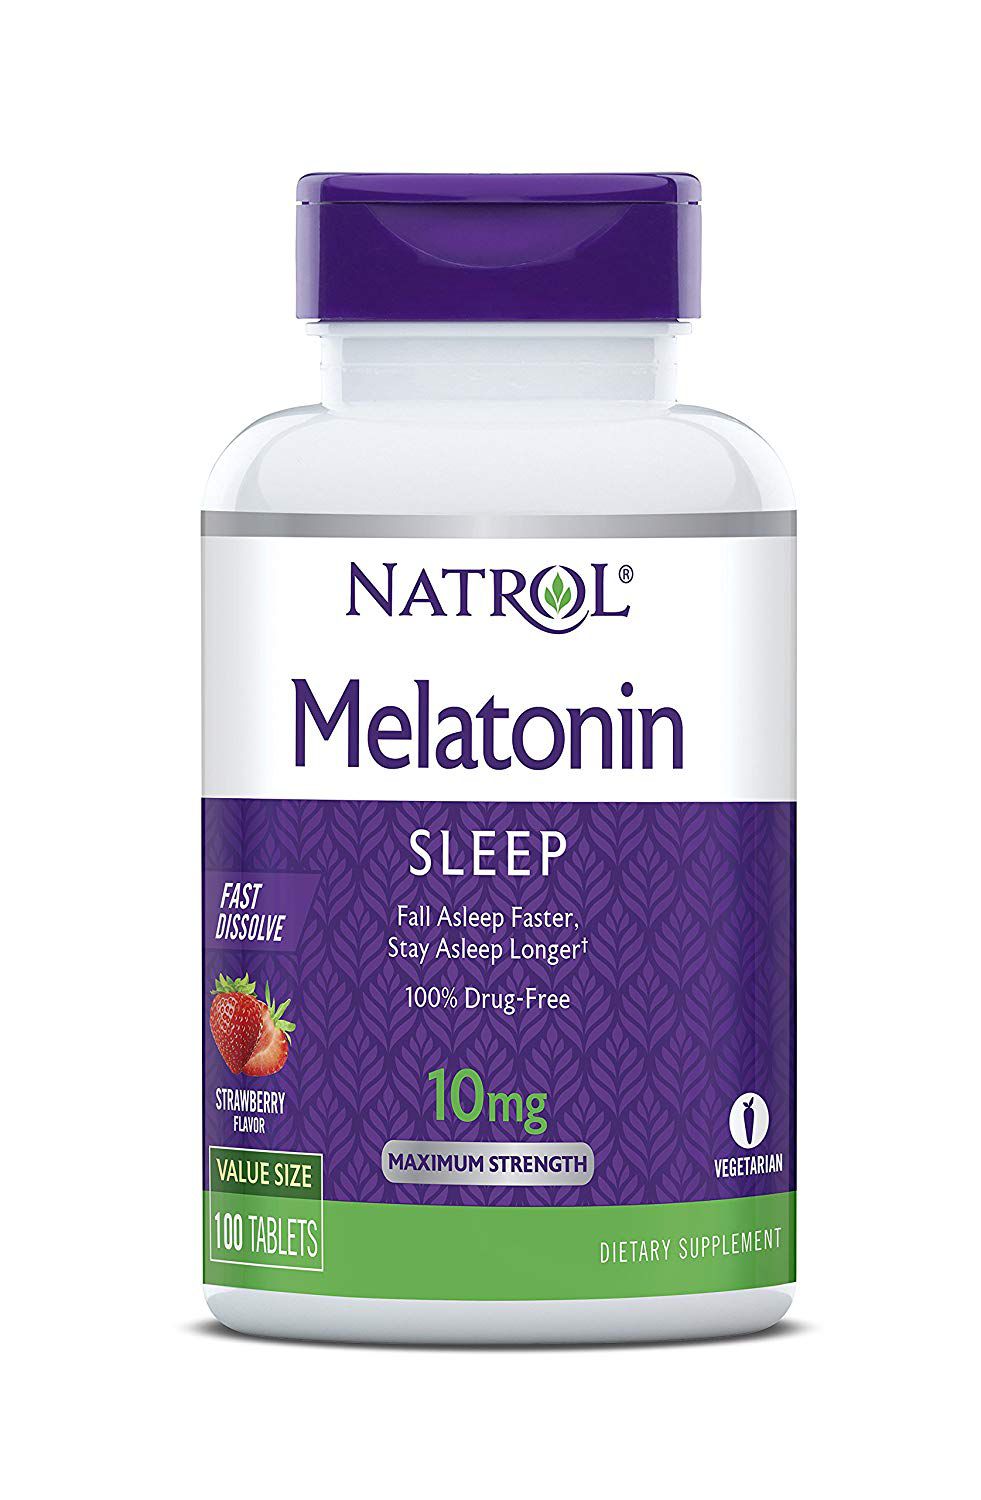 NATROL®
Melatonin
SLEEP
FAST
DISSOLVE
Fall Asleep Faster,
Stay Asleep Longer†
100% Drug-Free
STRAWBERRY
FLAVOR
10mg
MAXIMUM STRENGTH
VEGETARIAN
VALUE SIZE
100 TABLETS
DIETARY SUPPLEMENT